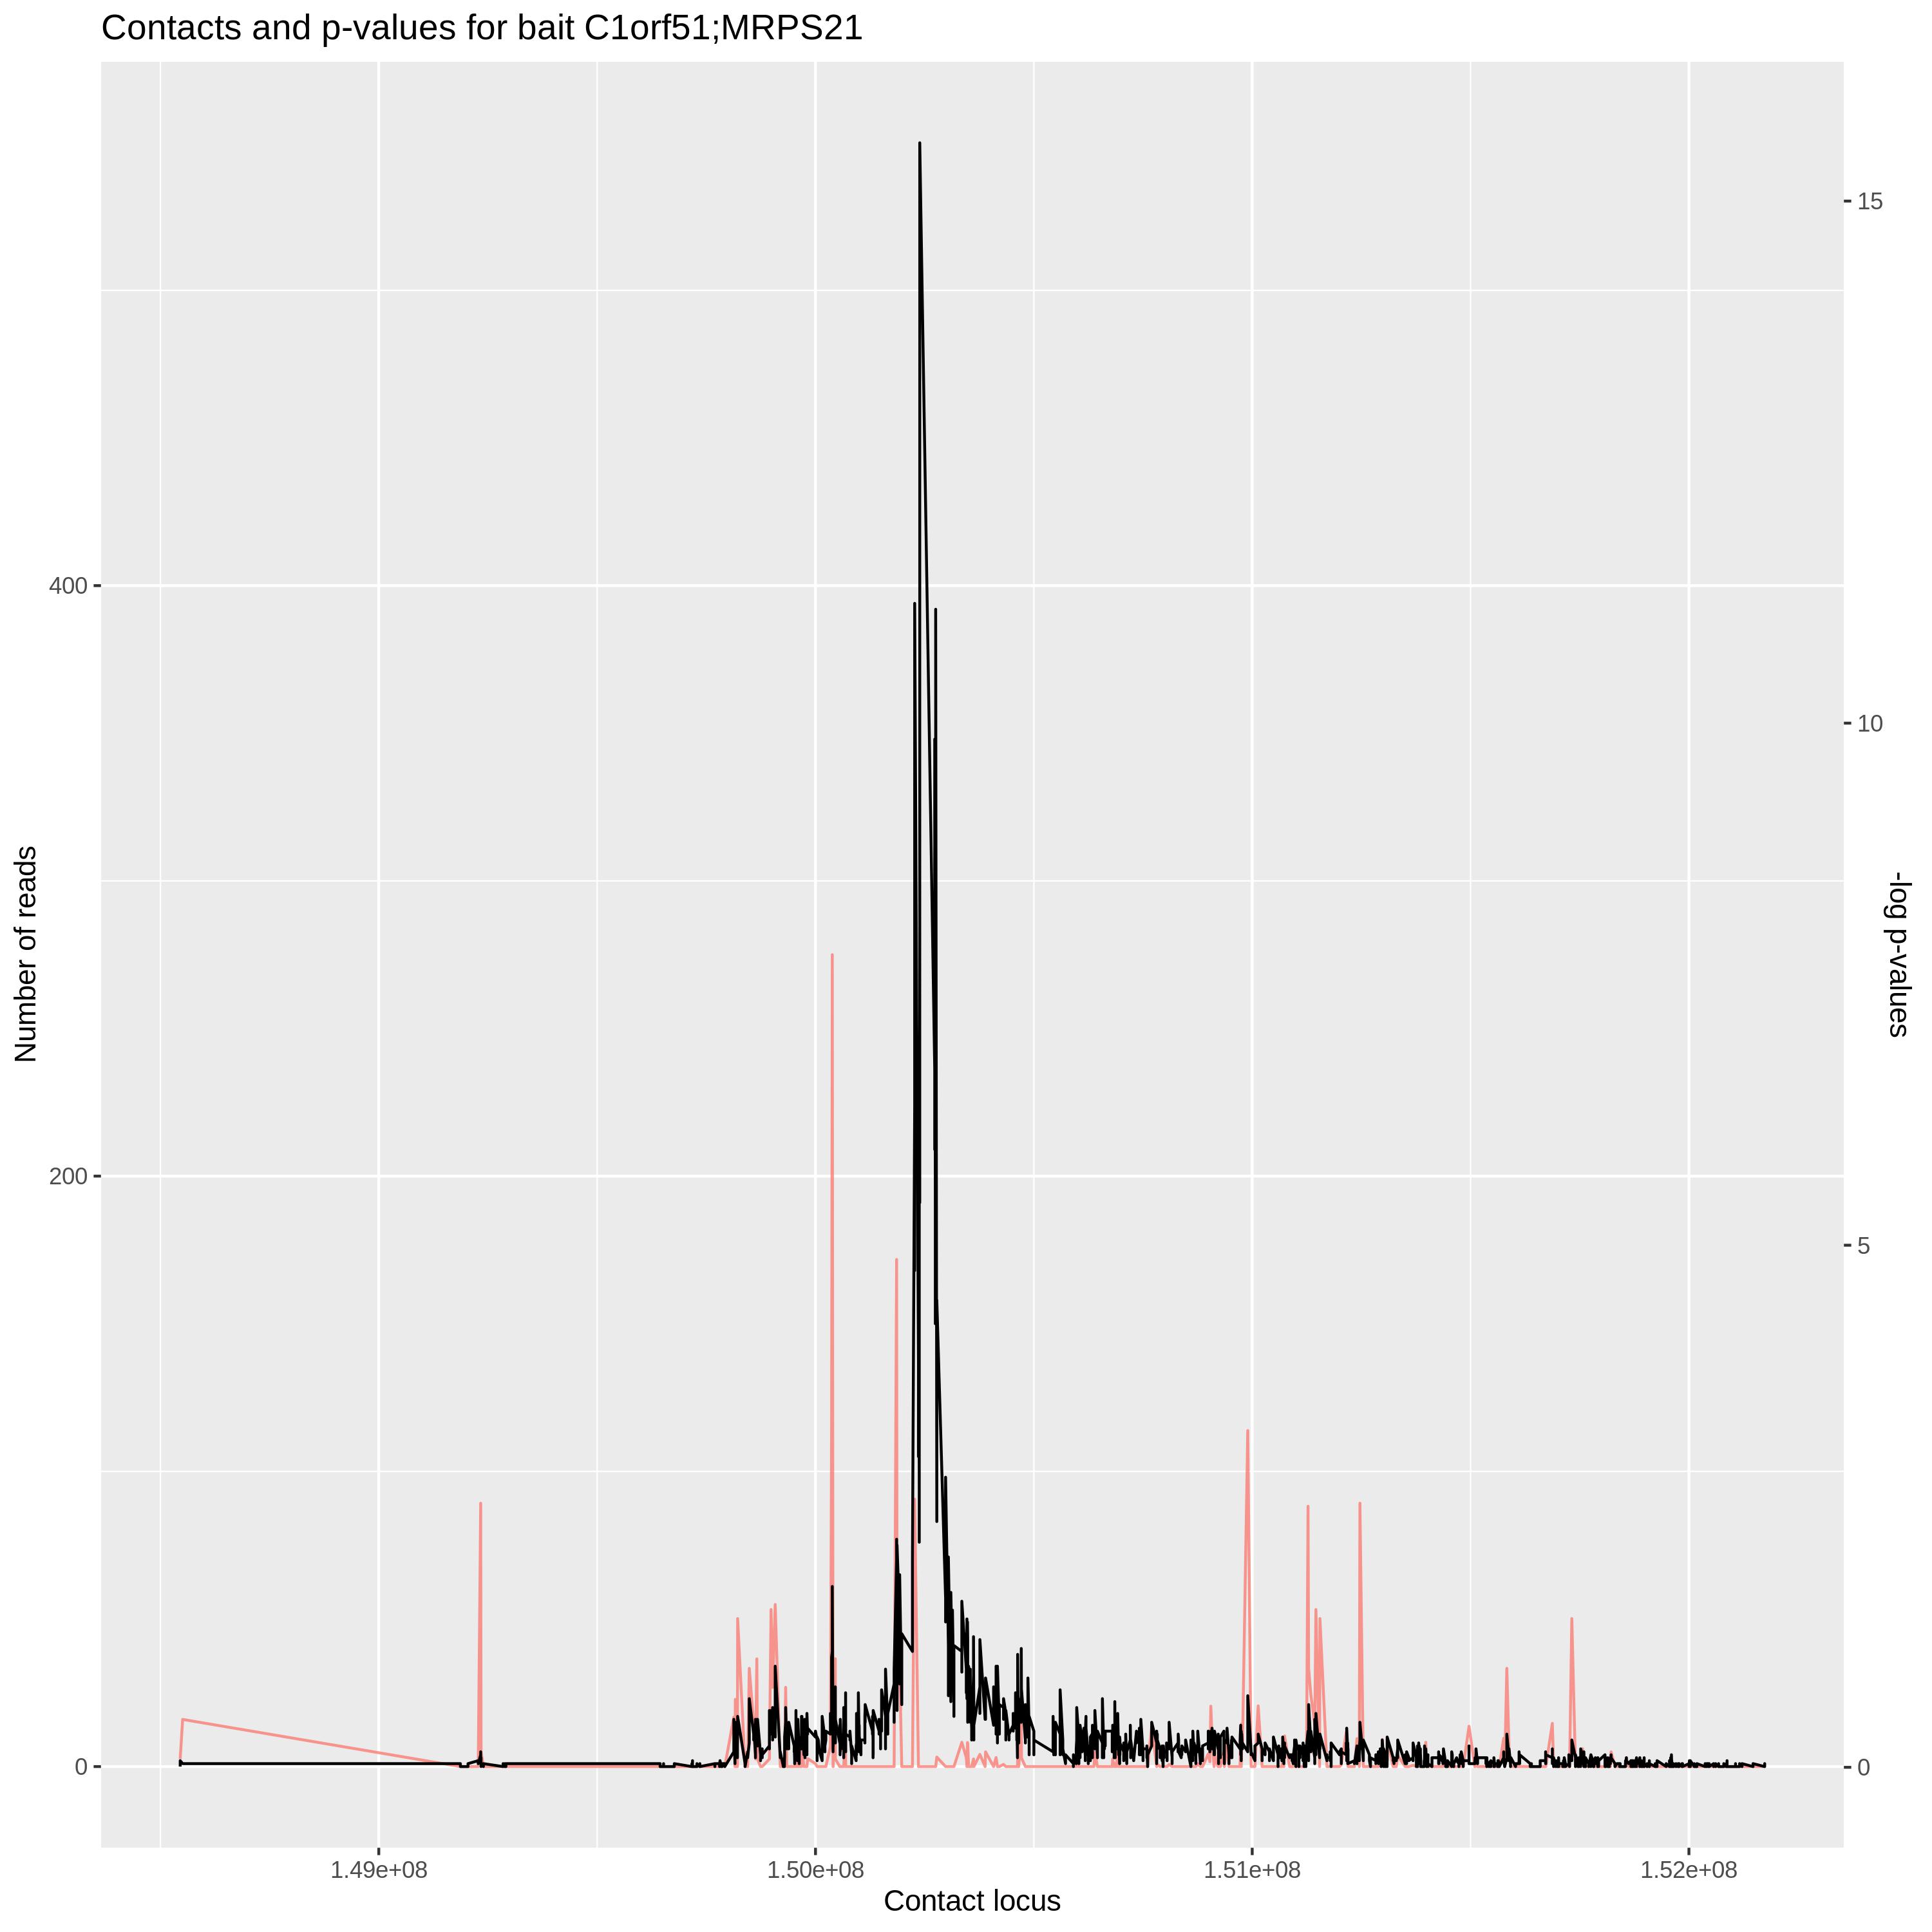 Contacts and p-values for bait C1orf51;MRPS21
Number of reads
400
200
0
15
10
5
0
-log p-values
1.49e+08
1.50e+08
1.51e+08
1.52e+08
Contact locus